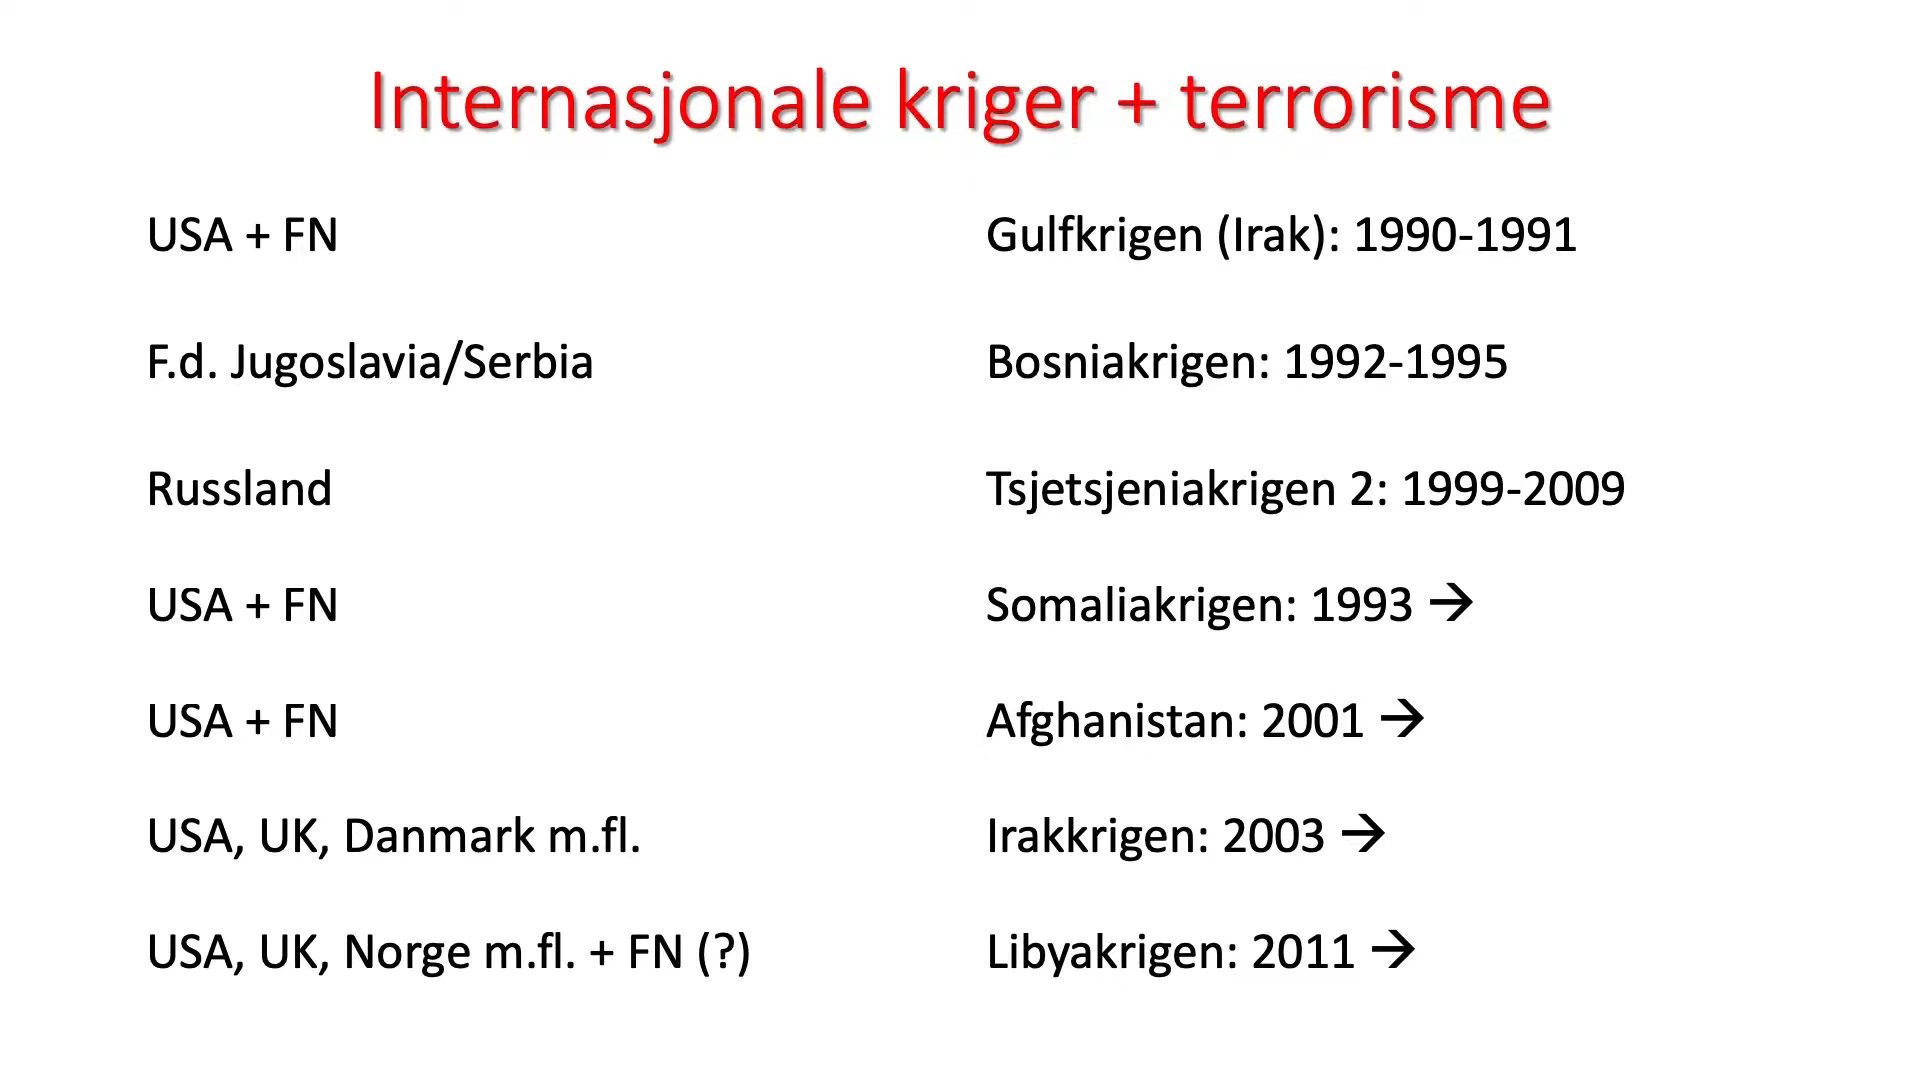 Internasjonale kriger + terrorisme
USA + FN
Gulfkrigen (Irak): 1990-1991
F.d. Jugoslavia/Serbia
Bosniakrigen: 1992-1995
Russland
Tsjetsjeniakrigen 2: 1999-2009
USA + FN
Somaliakrigen: 1993 →
USA + FN
Afghanistan: 2001 →
USA, UK, Danmark m.fl.
Irakkrigen: 2003 →
USA, UK, Norge m.fl. + FN (?)
Libyakrigen: 2011 →